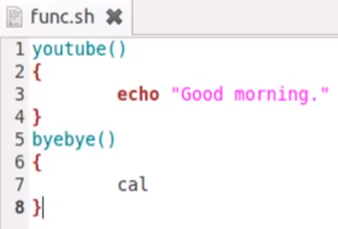 func.sh
1 youtube()
2 {
3 echo "Good morning."
4 }
5 byebye()
6 {
7 cal
8 }